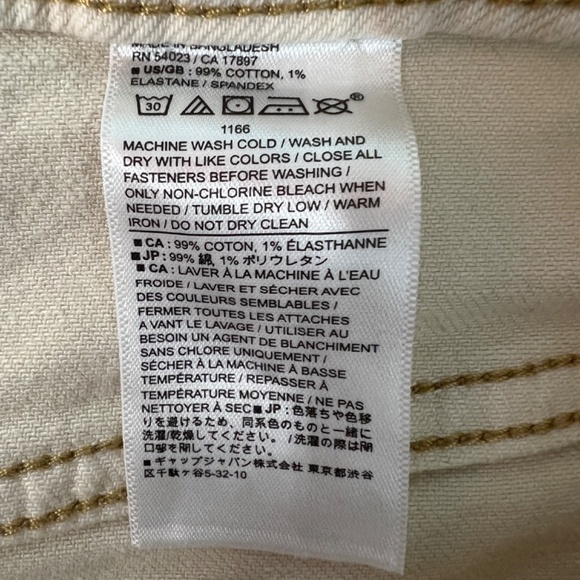 MADE IN BANGLADESH
RN 54023 / CA 17897
■ US/GB : 99% COTTON, 1%
ELASTANE / SPANDEX
30 ®
1166
MACHINE WASH COLD / WASH AND
DRY WITH LIKE COLORS / CLOSE ALL
FASTENERS BEFORE WASHING /
ONLY NON-CHLORINE BLEACH WHEN
NEEDED / TUMBLE DRY LOW / WARM
IRON / DO NOT DRY CLEAN
■ CA : 99% COTON, 1% ÉLASTHANNE
■ JP : 99% 綿, 1% ポリウレタン
■ CA : LAVER À LA MACHINE À L'EAU
FROIDE / LAVER ET SÉCHER AVEC
DES COULEURS SEMBLABLES /
FERMER TOUTES LES ATTACHES
AVANT LE LAVAGE / UTILISER AU
BESOIN UN AGENT DE BLANCHIMENT
SANS CHLORE UNIQUEMENT /
SÉCHER À LA MACHINE À BASSE
TEMPÉRATURE / REPASSER À
TEMPÉRATURE MOYENNE / NE PAS
NETTOYER À SEC ■ JP : 色落ちや色移
りを避けるため、同系色のものと一緒に
洗濯/乾燥してください。 / 洗濯の際は開
口部を閉じてください。
■ ギャップジャパン株式会社 東京都渋谷
区千駄ヶ谷5-32-10